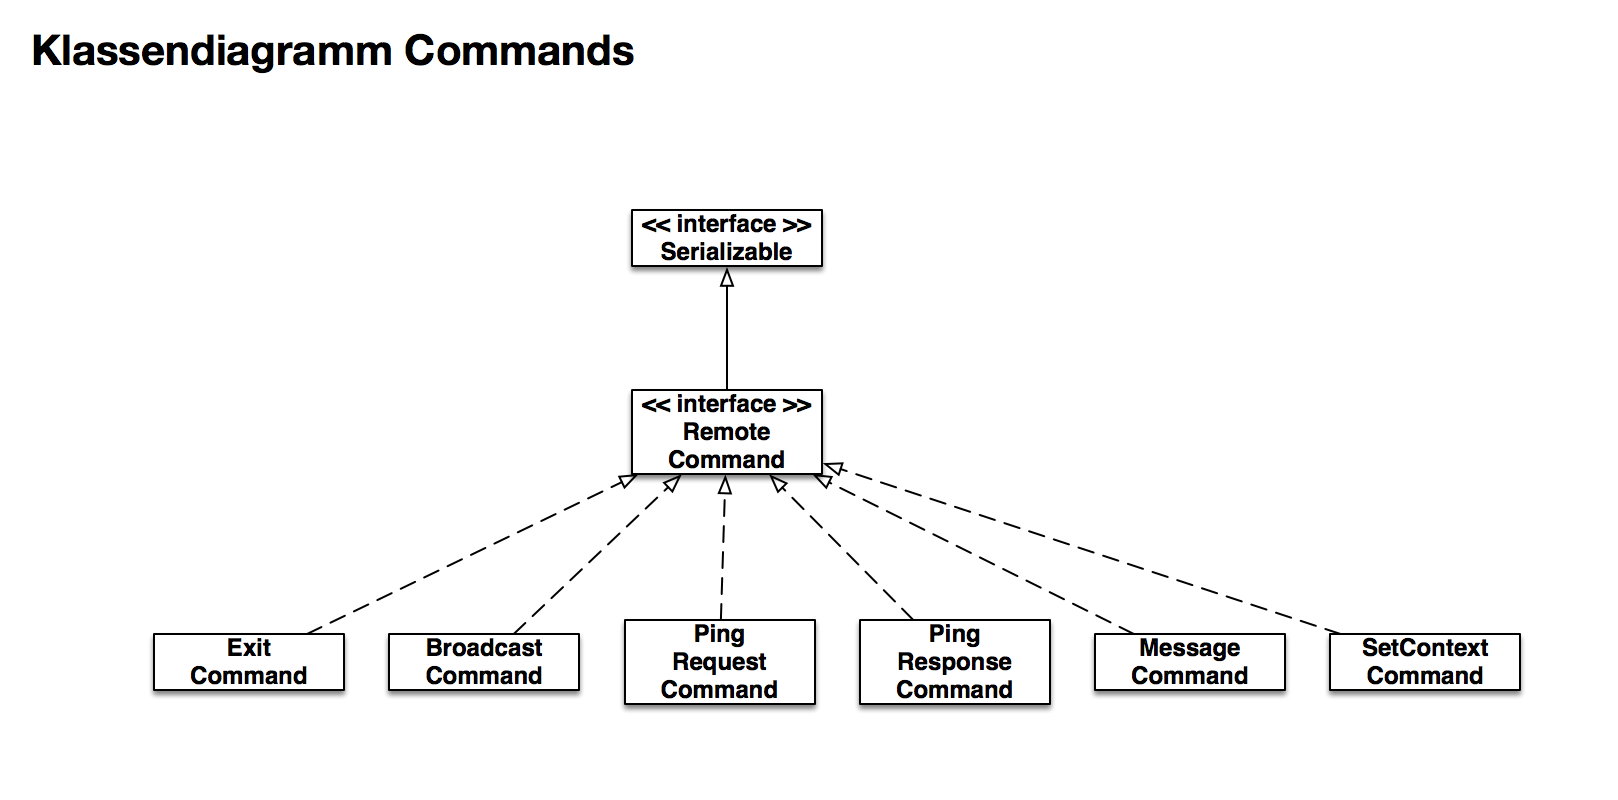 Klassendiagramm Commands
<< interface >>
Serializable
<< interface >>
Remote
Command
Exit
Command
Broadcast
Command
Ping
Request
Command
Ping
Response
Command
Message
Command
SetContext
Command